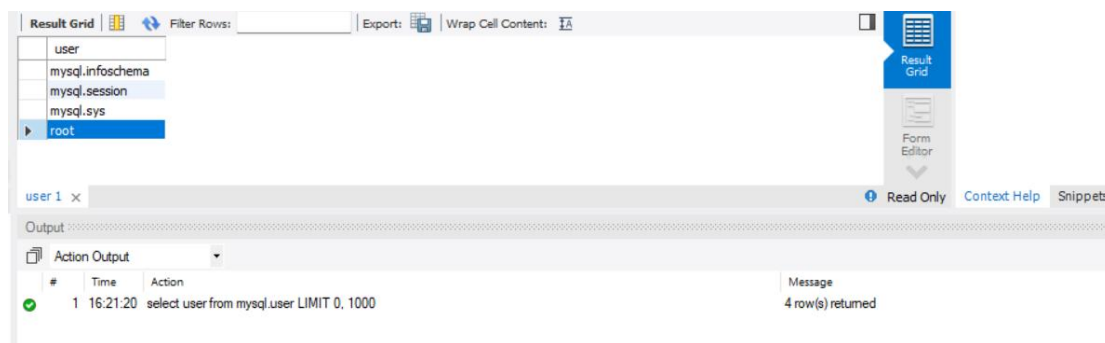 Result Grid Filter Rows: Export: Wrap Cell Content: IA
Result
Grid
user
mysql.infoschema
mysql.session
mysql.sys
root
Form
Editor
user 1 × Read Only Context Help Snippets
Output
Action Output
# Time Action Message
1 16:21:20 select user from mysql.user LIMIT 0, 1000 4 row(s) returned